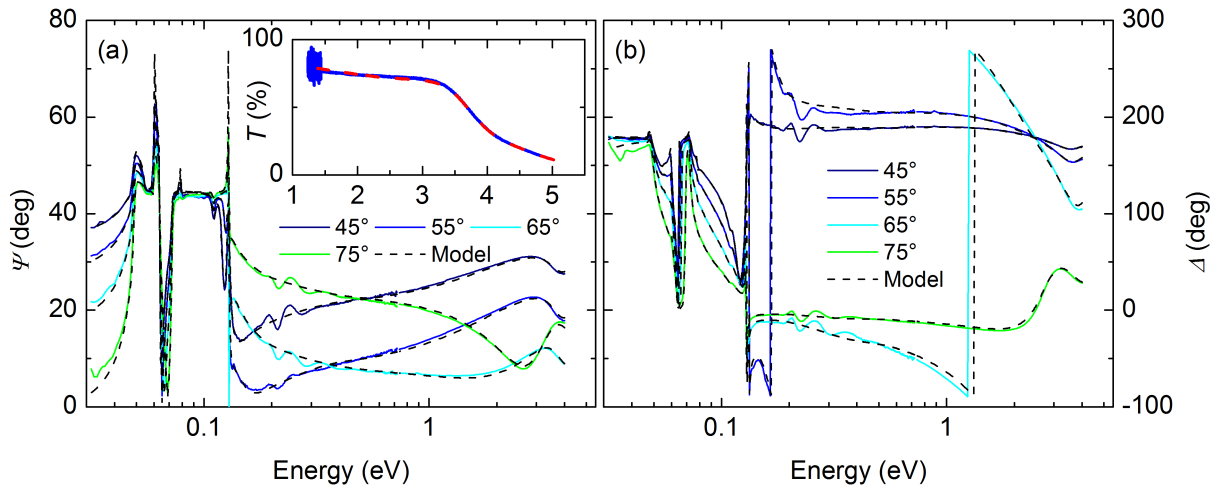 (a)
Ψ (deg)
80
60
40
20
0
0.1
1
Energy (eV)
T (%)
100
0
1 2 3 4 5
45° 55° 65°
75° Model
(b)
45°
55°
65°
75°
Model
0.1
1
Energy (eV)
300
200
100
0
-100
Δ (deg)